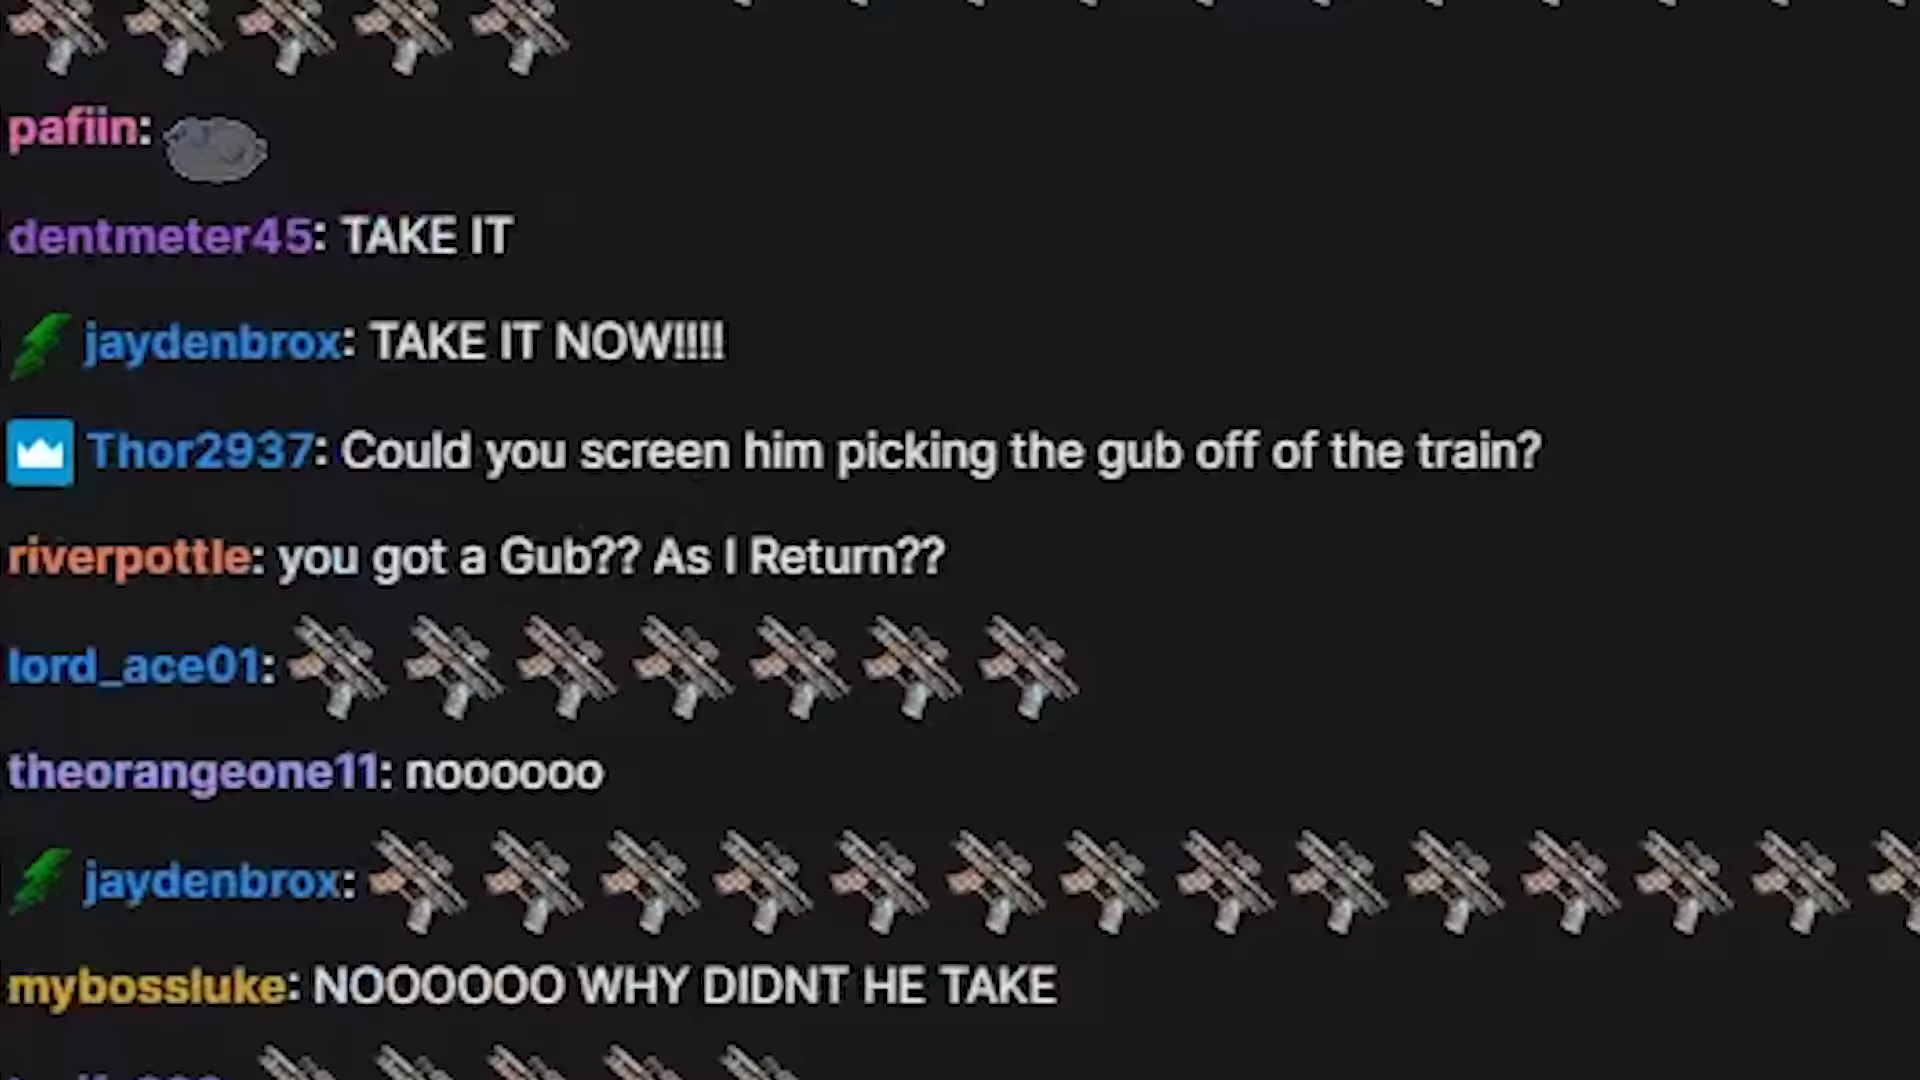 pafiin:
dentmeter45: TAKE IT
jaydenbrox: TAKE IT NOW!!!!
Thor2937: Could you screen him picking the gub off of the train?
riverpottle: you got a Gub?? As I Return??
lord_ace01:
theorangeone11: noooooo
jaydenbrox:
mybossluke: NOOOOOO WHY DIDNT HE TAKE